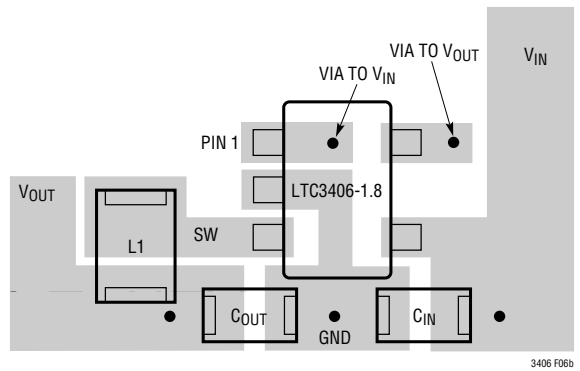 VIA TO VOUT
VIN
VIA TO VIN
PIN 1
VOUT
LTC3406-1.8
L1
SW
COUT
CIN
GND
3406 F06b